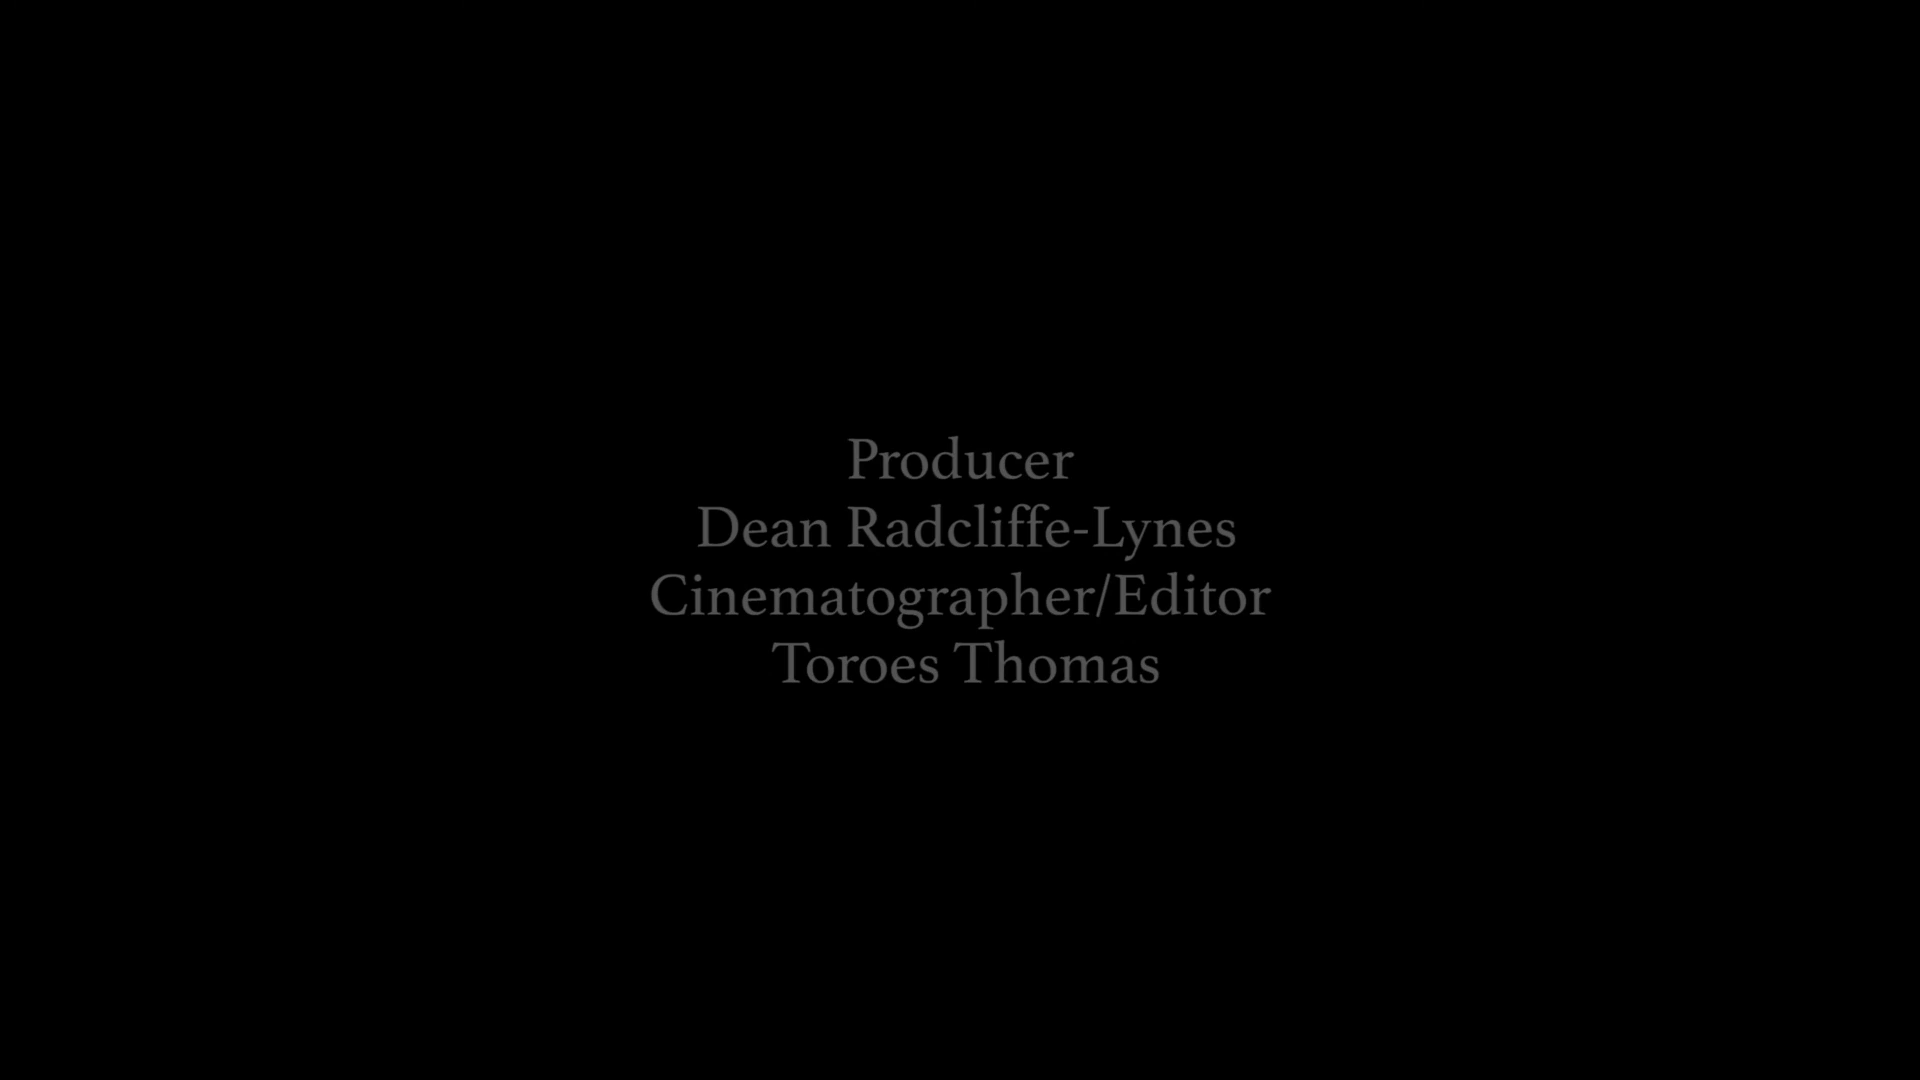 Producer
Dean Radcliffe-Lynes
Cinematographer/Editor
Toroes Thomas